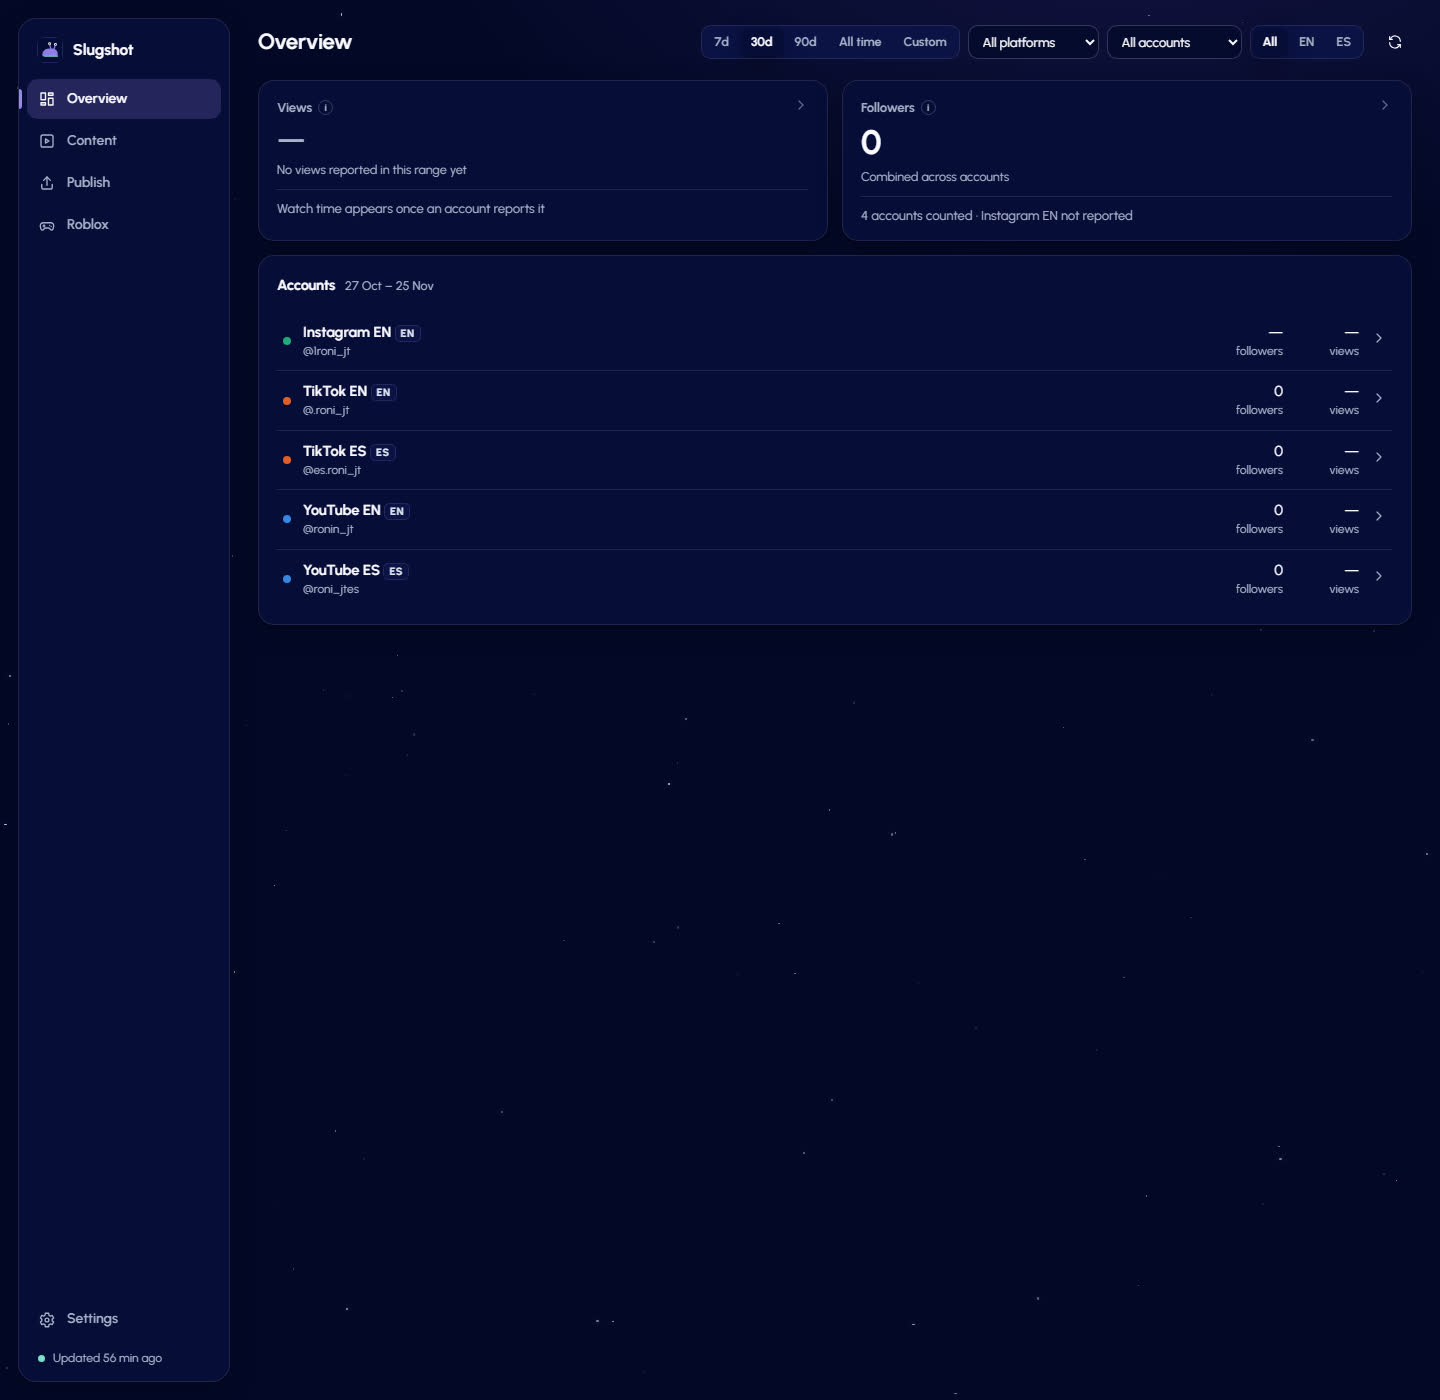 Slugshot
Overview
Content
Publish
Roblox
Settings
Updated 56 min ago
Overview
7d 30d 90d All time Custom
All platforms
All accounts
All EN ES
Views i
—
No views reported in this range yet
Watch time appears once an account reports it
Followers i
0
Combined across accounts
4 accounts counted · Instagram EN not reported
Accounts 27 Oct – 25 Nov
Instagram EN EN — —
@1roni_jt followers views
TikTok EN EN 0 —
@.roni_jt followers views
TikTok ES ES 0 —
@es.roni_jt followers views
YouTube EN EN 0 —
@ronin_jt followers views
YouTube ES ES 0 —
@roni_jtes followers views